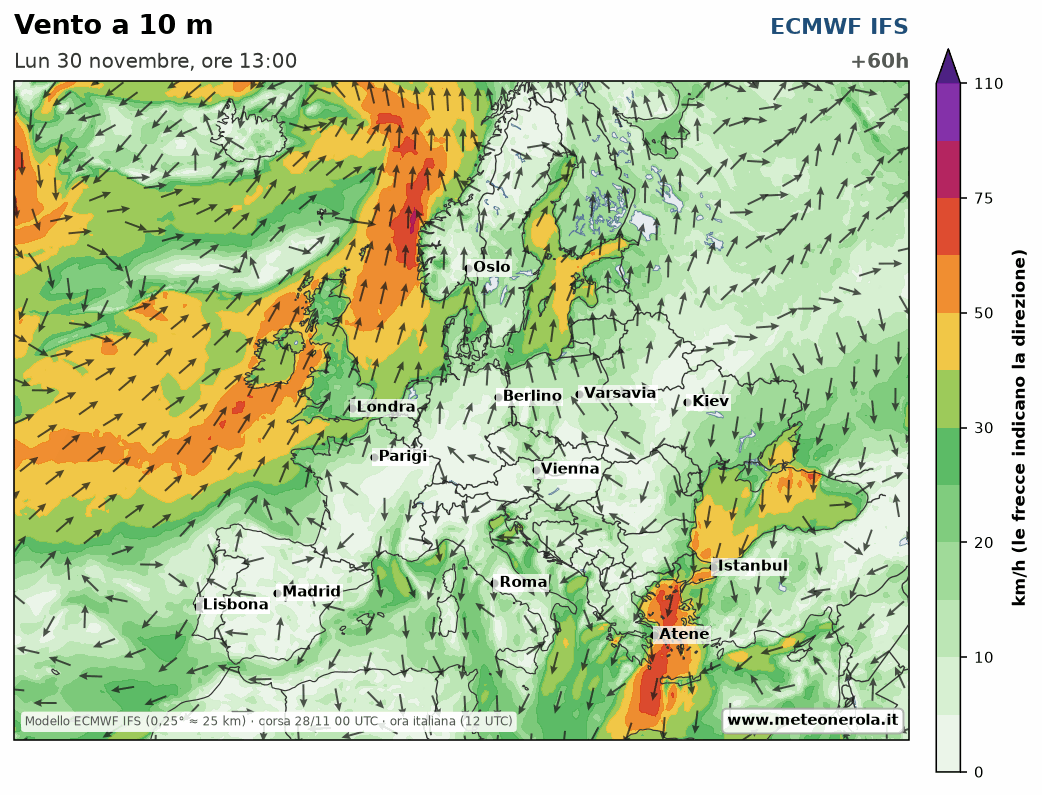 Vento a 10 m
ECMWF IFS
Lun 30 novembre, ore 13:00
+60h
110
75
50
30
20
10
0
km/h (le frecce indicano la direzione)
Oslo
Londra
Berlino
Varsavia
Kiev
Parigi
Vienna
Istanbul
Roma
Madrid
Lisbona
Atene
Modello ECMWF IFS (0,25° ≈ 25 km) · corsa 28/11 00 UTC · ora italiana (12 UTC)
www.meteonerola.it